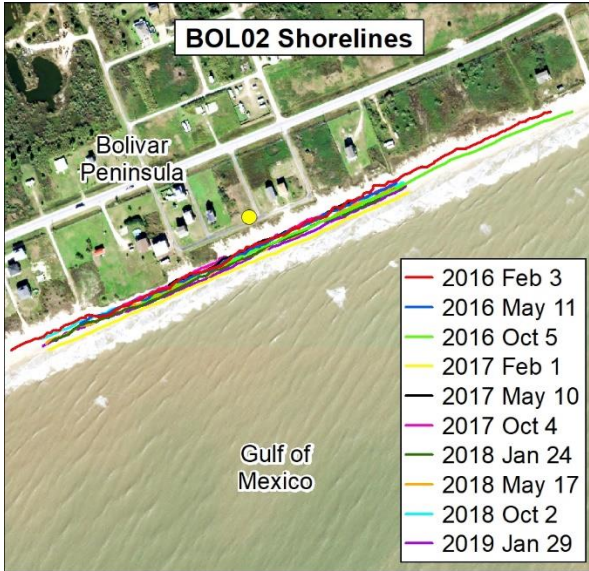 BOL02 Shorelines
Bolivar
Peninsula
2016 Feb 3
2016 May 11
2016 Oct 5
2017 Feb 1
2017 May 10
2017 Oct 4
2018 Jan 24
2018 May 17
2018 Oct 2
2019 Jan 29
Gulf of
Mexico